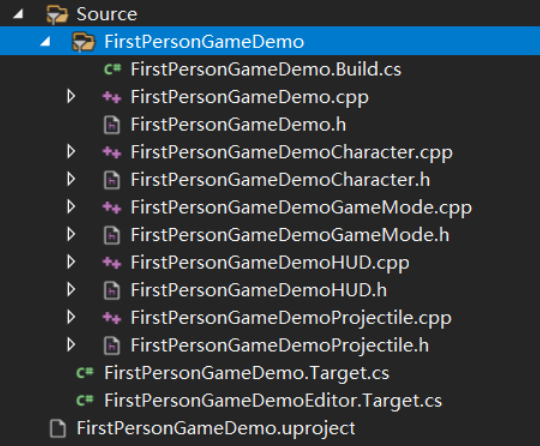 Source
FirstPersonGameDemo
FirstPersonGameDemo.Build.cs
FirstPersonGameDemo.cpp
FirstPersonGameDemo.h
FirstPersonGameDemoCharacter.cpp
FirstPersonGameDemoCharacter.h
FirstPersonGameDemoGameMode.cpp
FirstPersonGameDemoGameMode.h
FirstPersonGameDemoHUD.cpp
FirstPersonGameDemoHUD.h
FirstPersonGameDemoProjectile.cpp
FirstPersonGameDemoProjectile.h
FirstPersonGameDemo.Target.cs
FirstPersonGameDemoEditor.Target.cs
FirstPersonGameDemo.uproject